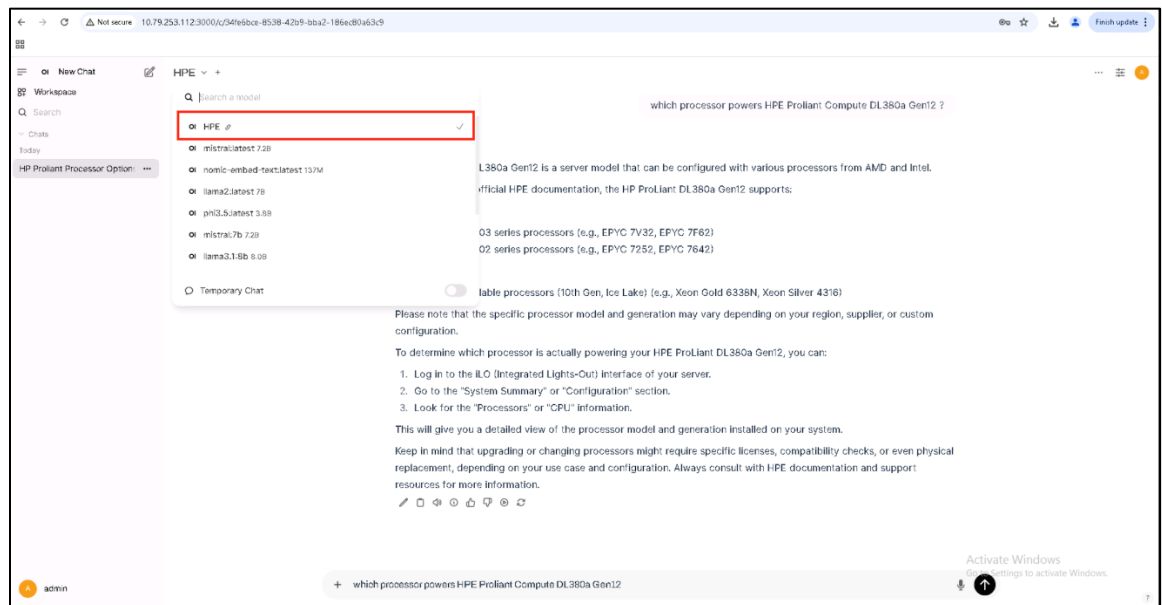 Not secure 10.79.253.112:3000/c/34fe6bce-8538-42b9-bba2-186ec80a63c9
Finish update
OI New Chat
HPE
Workspace
Search a model
Search
which processor powers HPE Proliant Compute DL380a Gen12 ?
Chats
OI HPE
Today
OI mistral:latest 7.2B
HP Proliant Processor Option
OI nomic-embed-text:latest 137M
L380a Gen12 is a server model that can be configured with various processors from AMD and Intel.
OI llama2:latest 7B
official HPE documentation, the HP ProLiant DL380a Gen12 supports:
OI phi3.5:latest 3.8B
OI mistral:7b 7.2B
03 series processors (e.g., EPYC 7V32, EPYC 7F62)
02 series processors (e.g., EPYC 7252, EPYC 7642)
OI llama3.1:8b 8.0B
Temporary Chat
lable processors (10th Gen, Ice Lake) (e.g., Xeon Gold 6338N, Xeon Silver 4316)
Please note that the specific processor model and generation may vary depending on your region, supplier, or custom
configuration.
To determine which processor is actually powering your HPE ProLiant DL380a Gen12, you can:
1. Log in to the iLO (Integrated Lights-Out) interface of your server.
2. Go to the "System Summary" or "Configuration" section.
3. Look for the "Processors" or "CPU" information.
This will give you a detailed view of the processor model and generation installed on your system.
Keep in mind that upgrading or changing processors might require specific licenses, compatibility checks, or even physical
replacement, depending on your use case and configuration. Always consult with HPE documentation and support
resources for more information.
Activate Windows
Go to Settings to activate Windows.
which processor powers HPE Proliant Compute DL380a Gen12
A admin